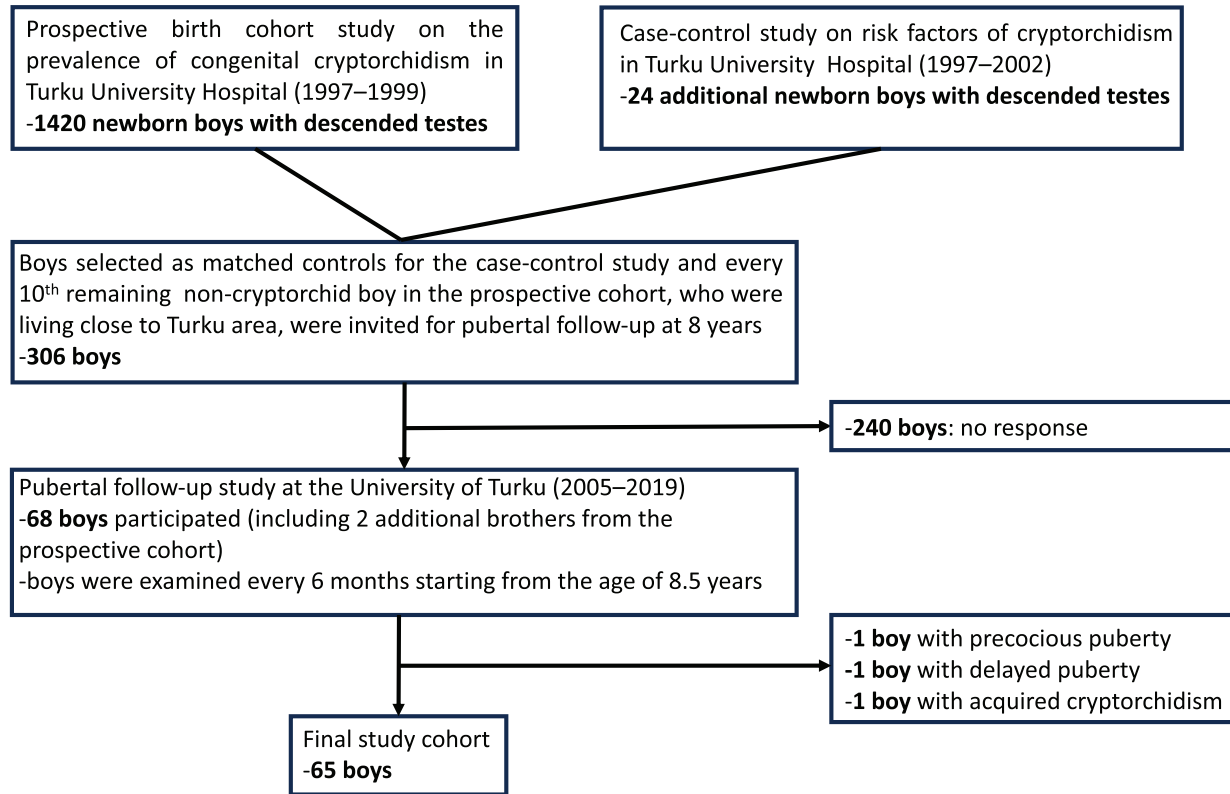 Prospective birth cohort study on the
prevalence of congenital cryptorchidism in
Turku University Hospital (1997–1999)
-1420 newborn boys with descended testes
Case-control study on risk factors of cryptorchidism
in Turku University Hospital (1997–2002)
-24 additional newborn boys with descended testes
Boys selected as matched controls for the case-control study and every
10th remaining non-cryptorchid boy in the prospective cohort, who were
living close to Turku area, were invited for pubertal follow-up at 8 years
-306 boys
-240 boys: no response
Pubertal follow-up study at the University of Turku (2005–2019)
-68 boys participated (including 2 additional brothers from the
prospective cohort)
-boys were examined every 6 months starting from the age of 8.5 years
-1 boy with precocious puberty
-1 boy with delayed puberty
-1 boy with acquired cryptorchidism
Final study cohort
-65 boys